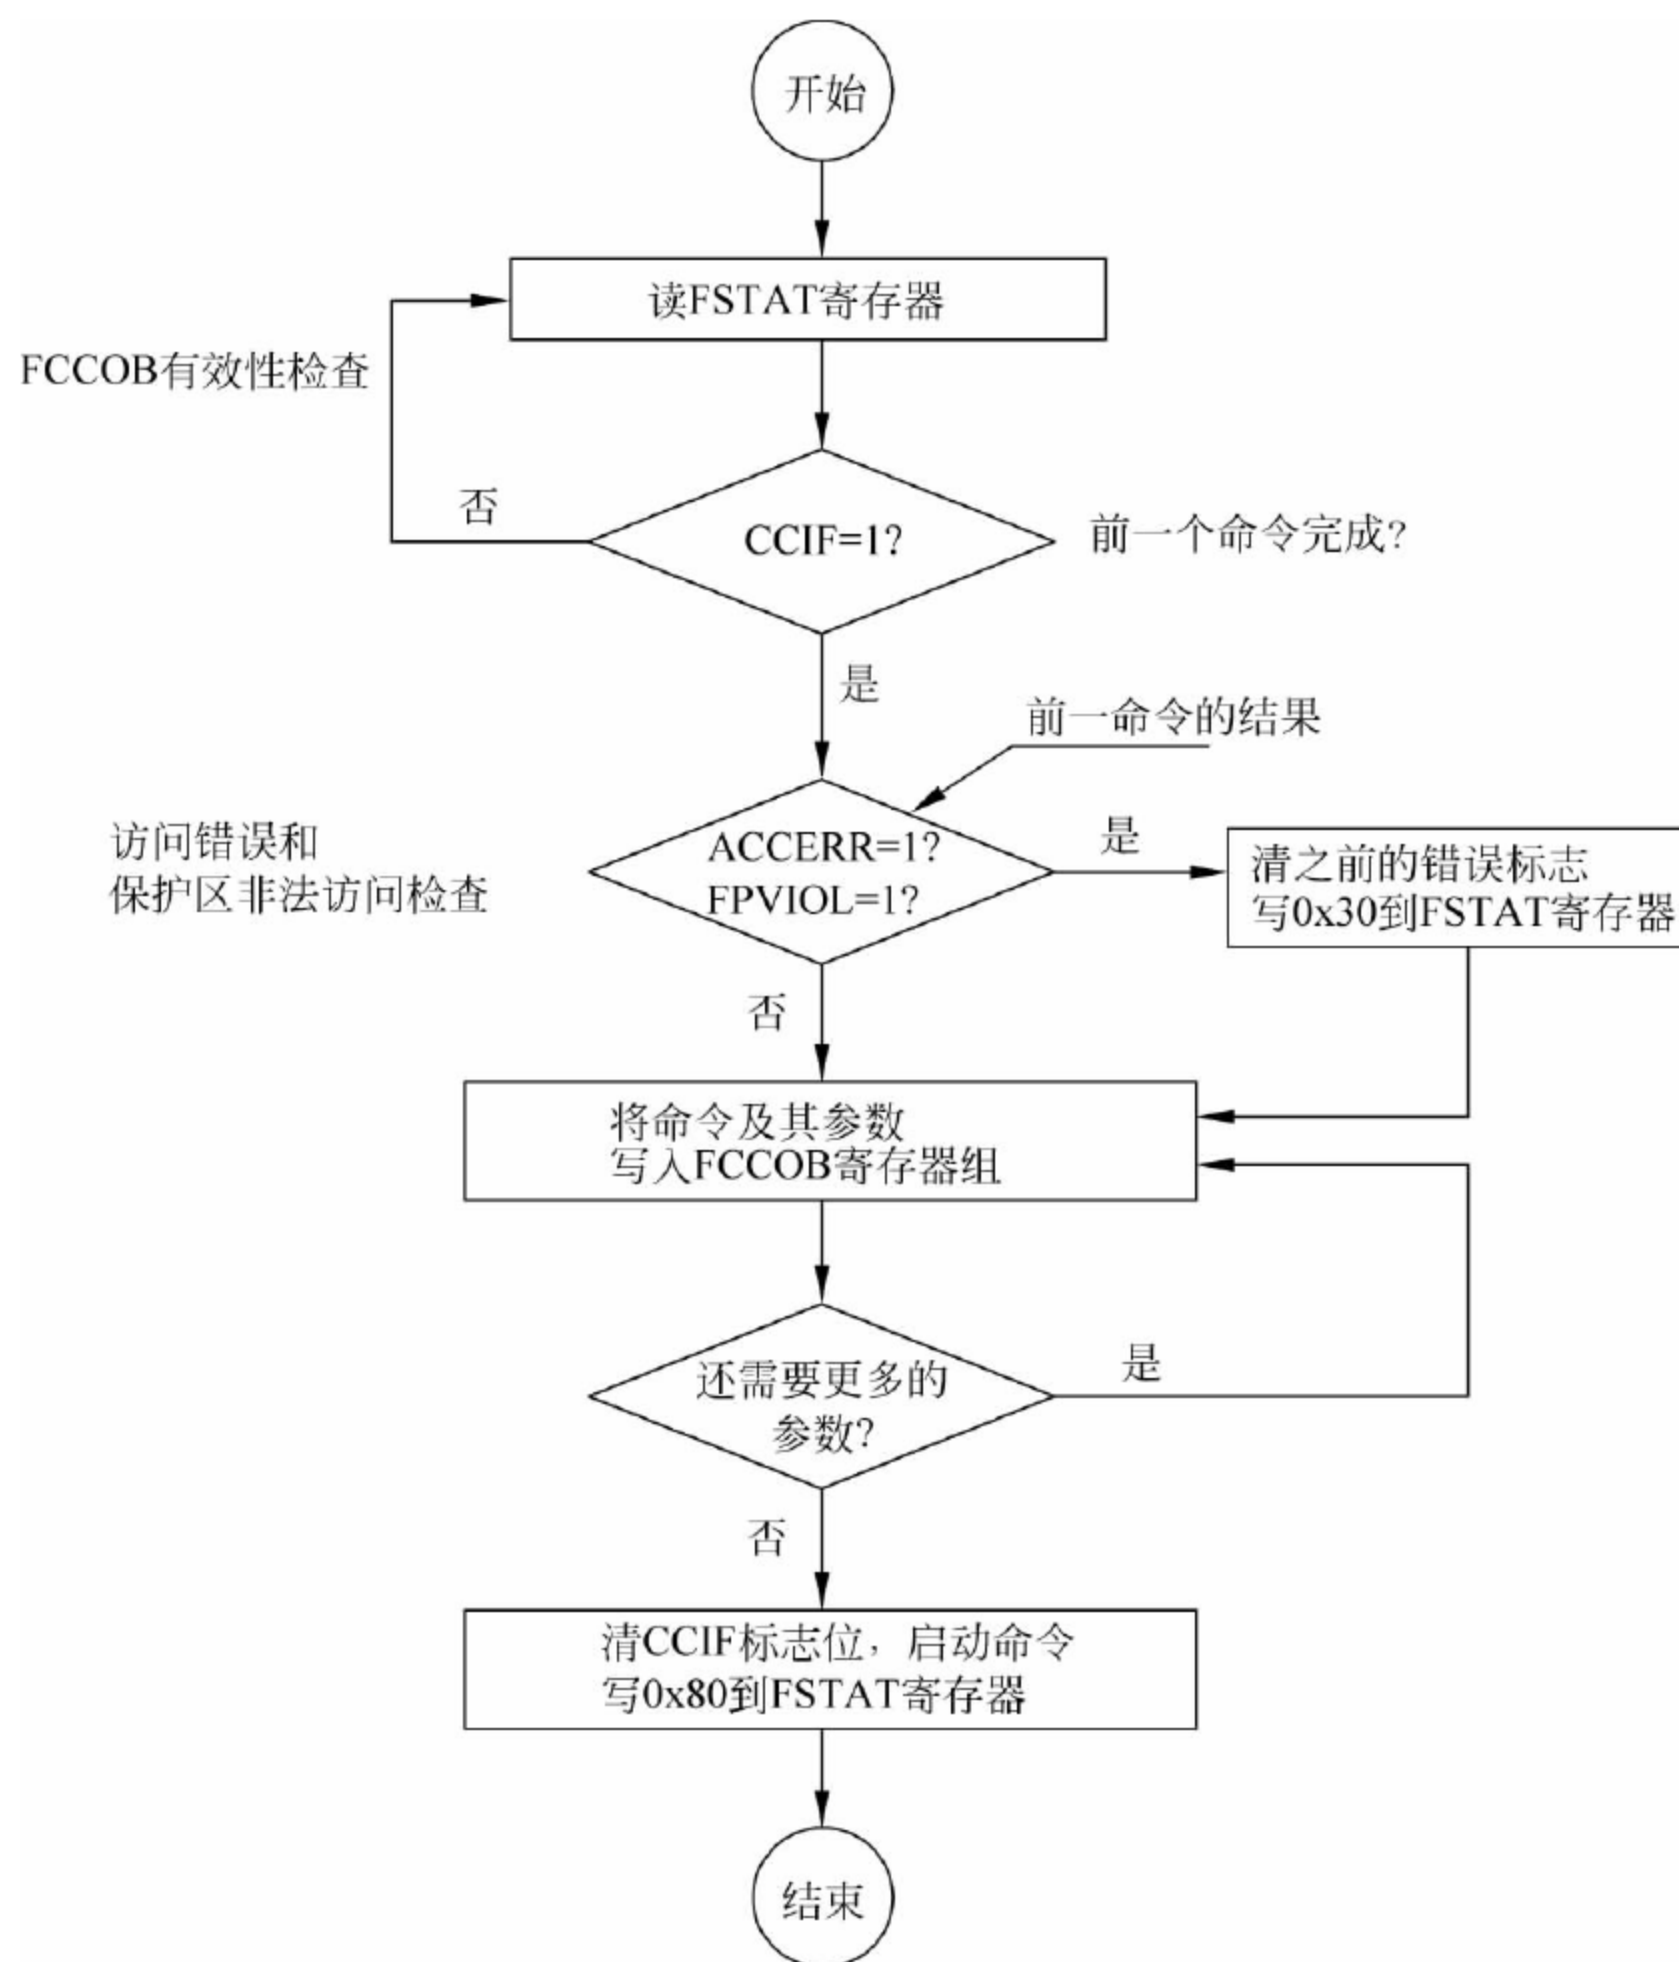 开始
读FSTAT寄存器
FCCOB有效性检查
否
CCIF=1?
前一个命令完成?
是
前一命令的结果
访问错误和
保护区非法访问检查
ACCERR=1?
FPVIOL=1?
是
清之前的错误标志
写0x30到FSTAT寄存器
否
将命令及其参数
写入FCCOB寄存器组
还需要更多的
参数?
是
否
清CCIF标志位，启动命令
写0x80到FSTAT寄存器
结束